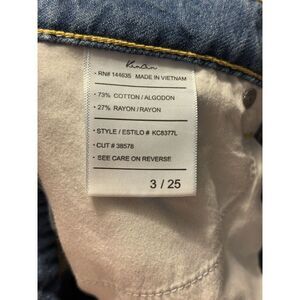 KanCan
• RN# 144635 MADE IN VIETNAM
• 73% COTTON / ALGODON
• 27% RAYON / RAYON
• STYLE / ESTILO # KC8377L
• CUT # 38578
• SEE CARE ON REVERSE
3 / 25